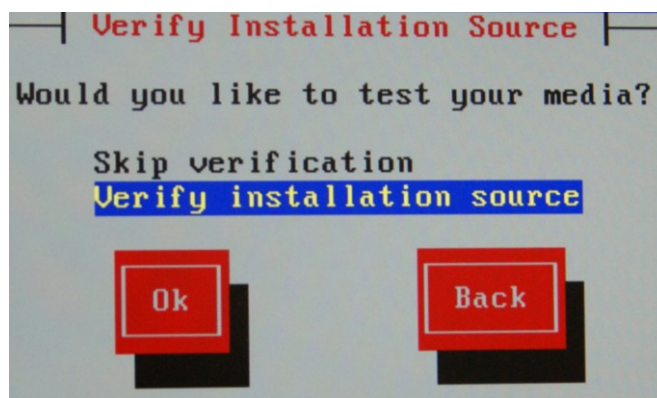 Verify Installation Source
Would you like to test your media?
Skip verification
Verify installation source
Ok Back